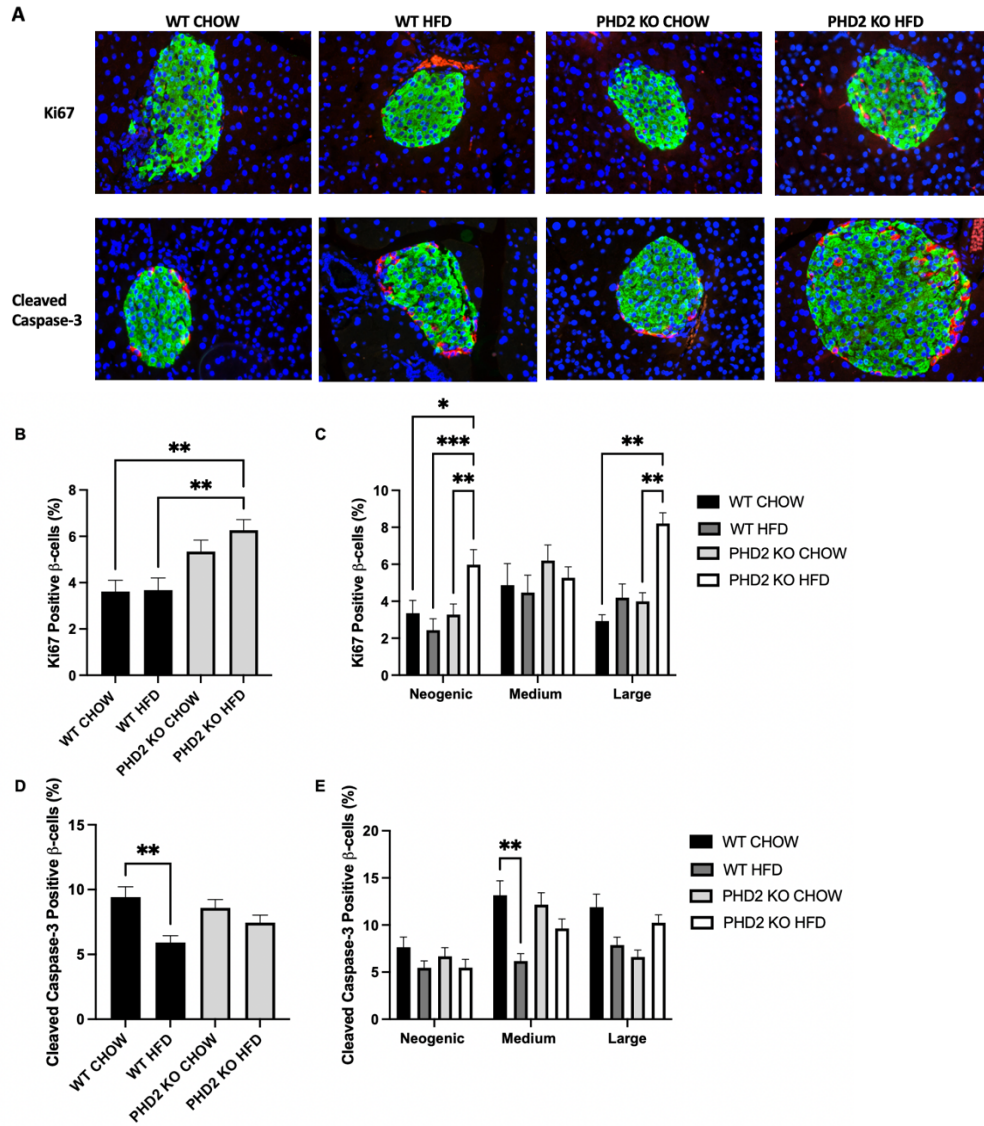 A
WT CHOW
WT HFD
PHD2 KO CHOW
PHD2 KO HFD
Ki67
Cleaved
Caspase-3
B
Ki67 Positive β-cells (%)
8
6
4
2
0
**
**
WT CHOW
WT HFD
PHD2 KO CHOW
PHD2 KO HFD
C
Ki67 Positive β-cells (%)
10
8
6
4
2
0
*
***
**
**
**
Neogenic
Medium
Large
WT CHOW
WT HFD
PHD2 KO CHOW
PHD2 KO HFD
D
Cleaved Caspase-3 Positive β-cells (%)
15
10
5
0
**
WT CHOW
WT HFD
PHD2 KO CHOW
PHD2 KO HFD
E
Cleaved Caspase-3 Positive β-cells (%)
20
15
10
5
0
**
Neogenic
Medium
Large
WT CHOW
WT HFD
PHD2 KO CHOW
PHD2 KO HFD